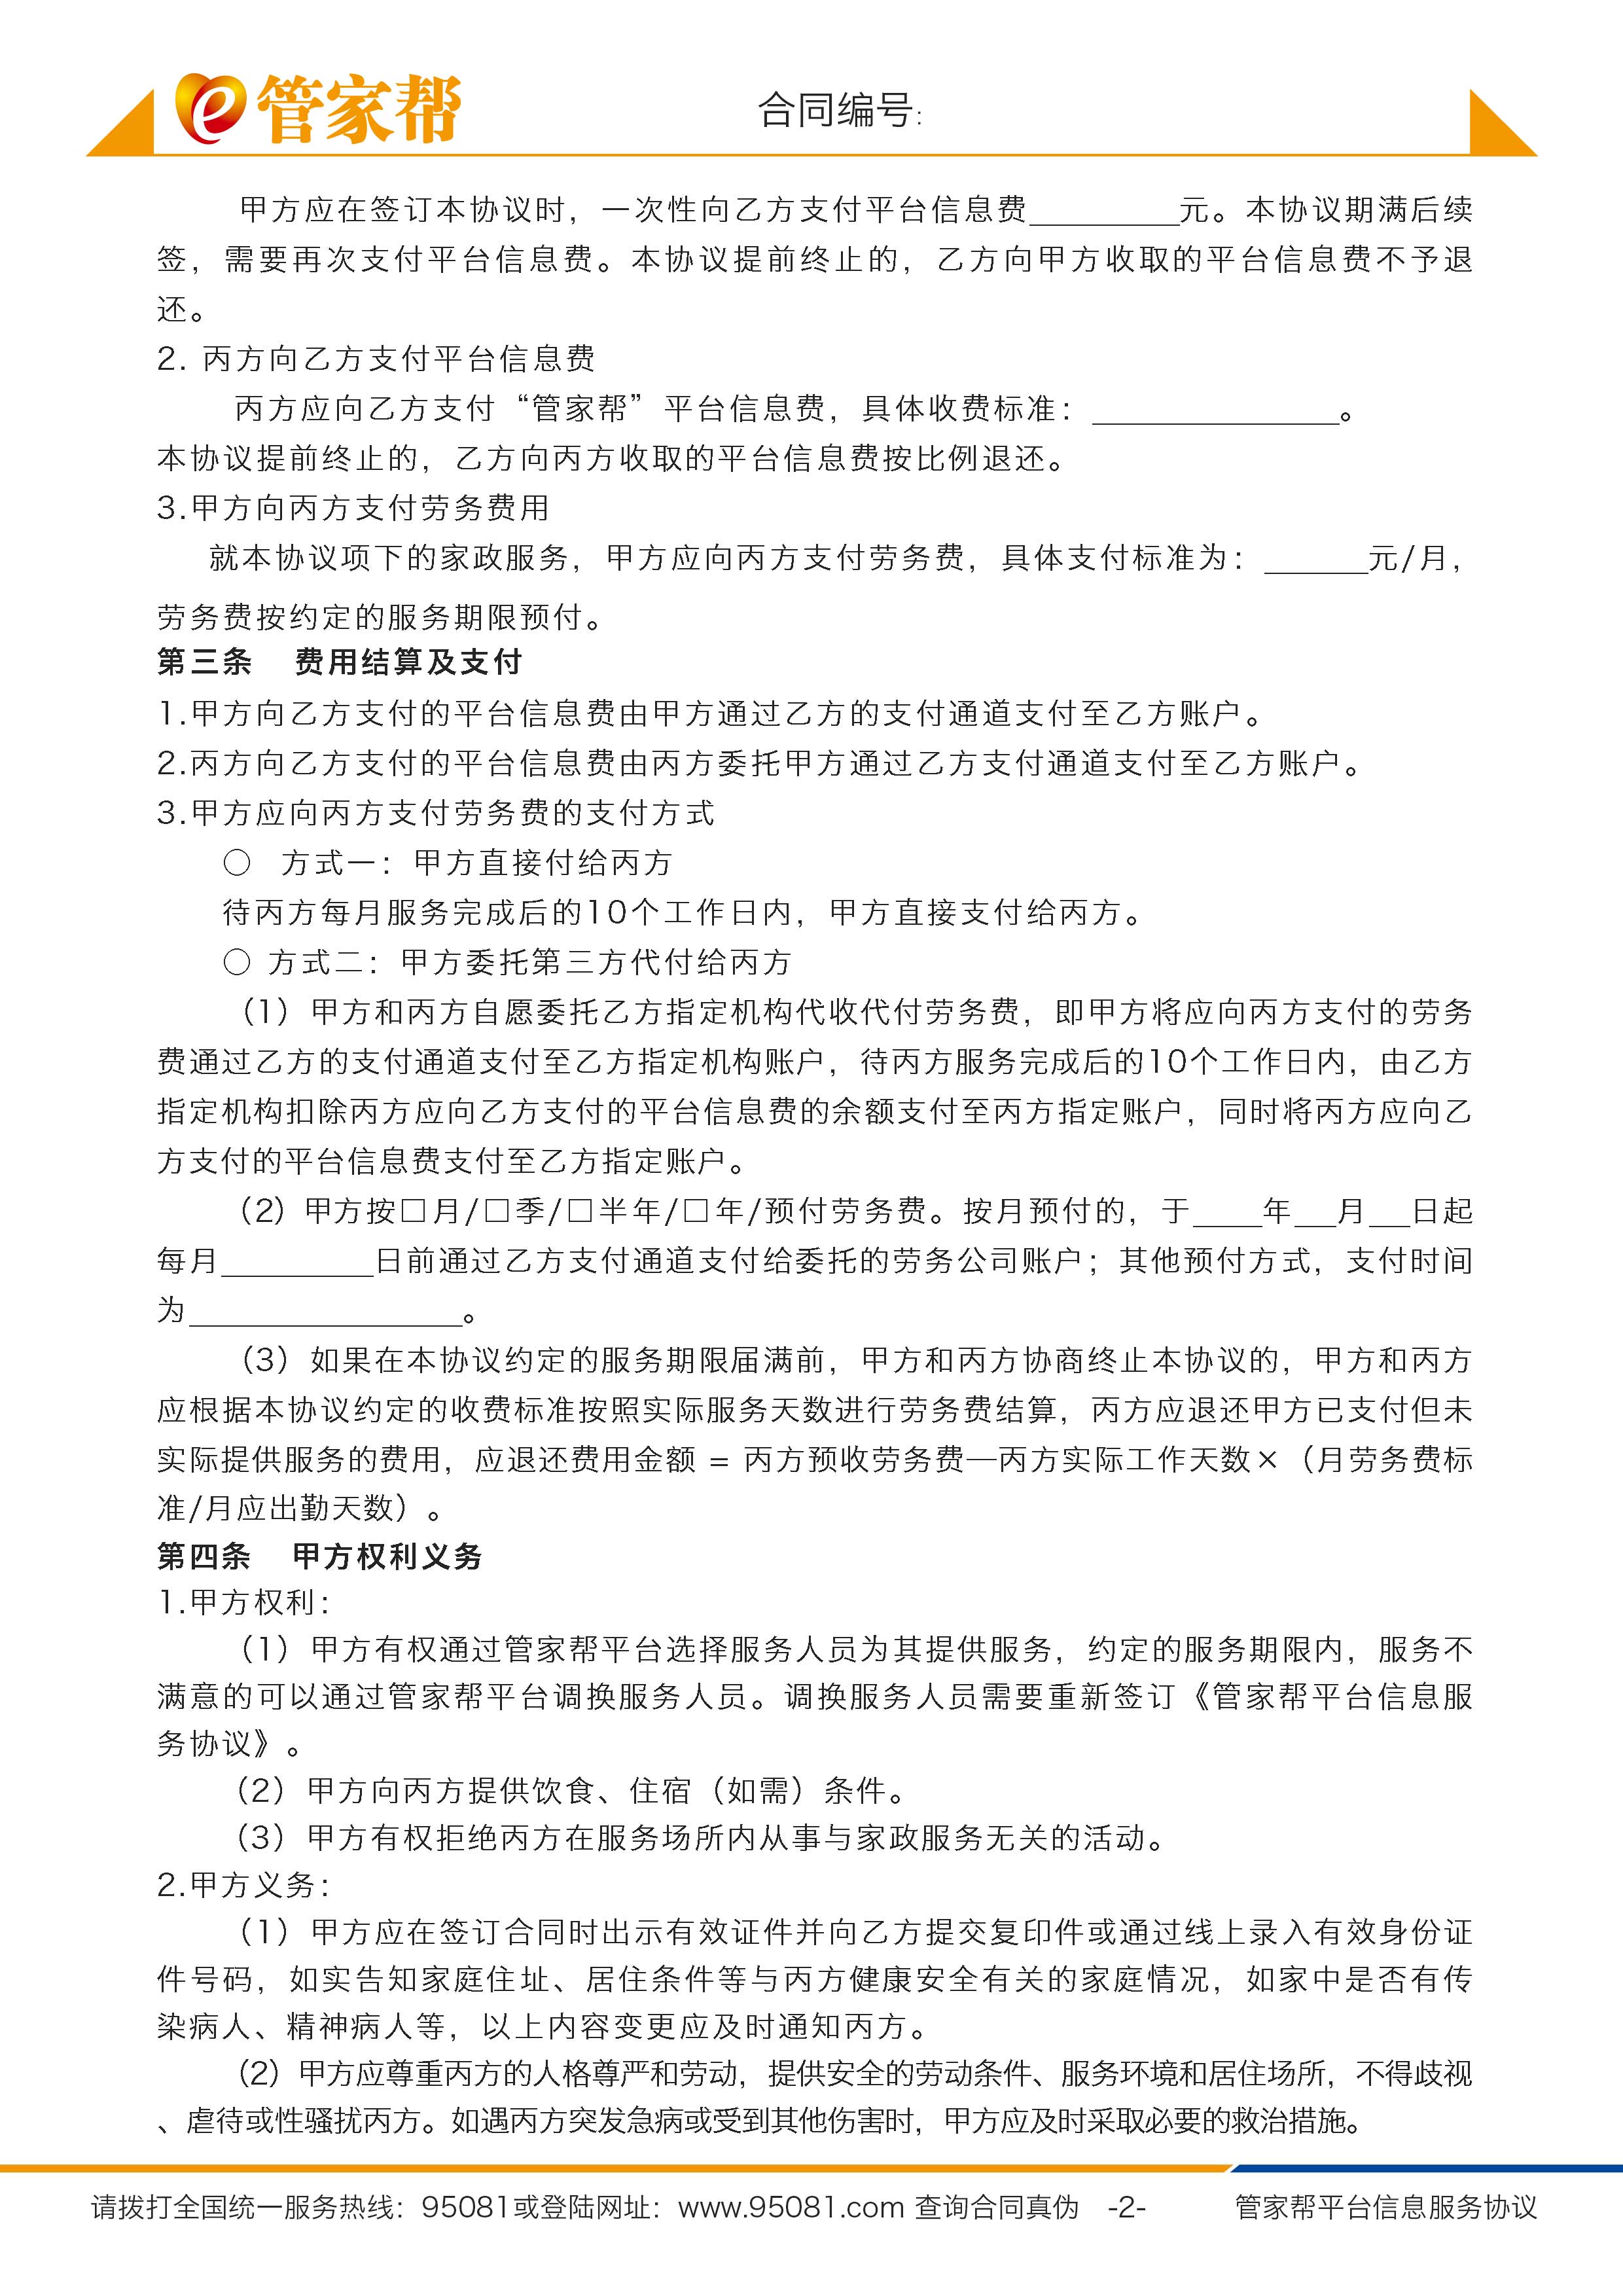 e管家帮
合同编号：
甲方应在签订本协议时，一次性向乙方支付平台信息费_________元。本协议期满后续
签，需要再次支付平台信息费。本协议提前终止的，乙方向甲方收取的平台信息费不予退
还。
2. 丙方向乙方支付平台信息费
丙方应向乙方支付“管家帮”平台信息费，具体收费标准：_______________。
本协议提前终止的，乙方向丙方收取的平台信息费按比例退还。
3.甲方向丙方支付劳务费用
就本协议项下的家政服务，甲方应向丙方支付劳务费，具体支付标准为：______元/月，
劳务费按约定的服务期限预付。
第三条 费用结算及支付
1.甲方向乙方支付的平台信息费由甲方通过乙方的支付通道支付至乙方账户。
2.丙方向乙方支付的平台信息费由丙方委托甲方通过乙方支付通道支付至乙方账户。
3.甲方应向丙方支付劳务费的支付方式
○ 方式一：甲方直接付给丙方
待丙方每月服务完成后的10个工作日内，甲方直接支付给丙方。
○ 方式二：甲方委托第三方代付给丙方
（1）甲方和丙方自愿委托乙方指定机构代收代付劳务费，即甲方将应向丙方支付的劳务
费通过乙方的支付通道支付至乙方指定机构账户，待丙方服务完成后的10个工作日内，由乙方
指定机构扣除丙方应向乙方支付的平台信息费的余额支付至丙方指定账户，同时将丙方应向乙
方支付的平台信息费支付至乙方指定账户。
（2）甲方按□月/□季/□半年/□年/预付劳务费。按月预付的，于____年__月__日起
每月_________日前通过乙方支付通道支付给委托的劳务公司账户；其他预付方式，支付时间
为________________。
（3）如果在本协议约定的服务期限届满前，甲方和丙方协商终止本协议的，甲方和丙方
应根据本协议约定的收费标准按照实际服务天数进行劳务费结算，丙方应退还甲方已支付但未
实际提供服务的费用，应退还费用金额 = 丙方预收劳务费—丙方实际工作天数×（月劳务费标
准/月应出勤天数）。
第四条 甲方权利义务
1.甲方权利：
（1）甲方有权通过管家帮平台选择服务人员为其提供服务，约定的服务期限内，服务不
满意的可以通过管家帮平台调换服务人员。调换服务人员需要重新签订《管家帮平台信息服
务协议》。
（2）甲方向丙方提供饮食、住宿（如需）条件。
（3）甲方有权拒绝丙方在服务场所内从事与家政服务无关的活动。
2.甲方义务：
（1）甲方应在签订合同时出示有效证件并向乙方提交复印件或通过线上录入有效身份证
件号码，如实告知家庭住址、居住条件等与丙方健康安全有关的家庭情况，如家中是否有传
染病人、精神病人等，以上内容变更应及时通知丙方。
（2）甲方应尊重丙方的人格尊严和劳动，提供安全的劳动条件、服务环境和居住场所，不得歧视
、虐待或性骚扰丙方。如遇丙方突发急病或受到其他伤害时，甲方应及时采取必要的救治措施。
请拨打全国统一服务热线：95081或登陆网址：www.95081.com 查询合同真伪 -2- 管家帮平台信息服务协议